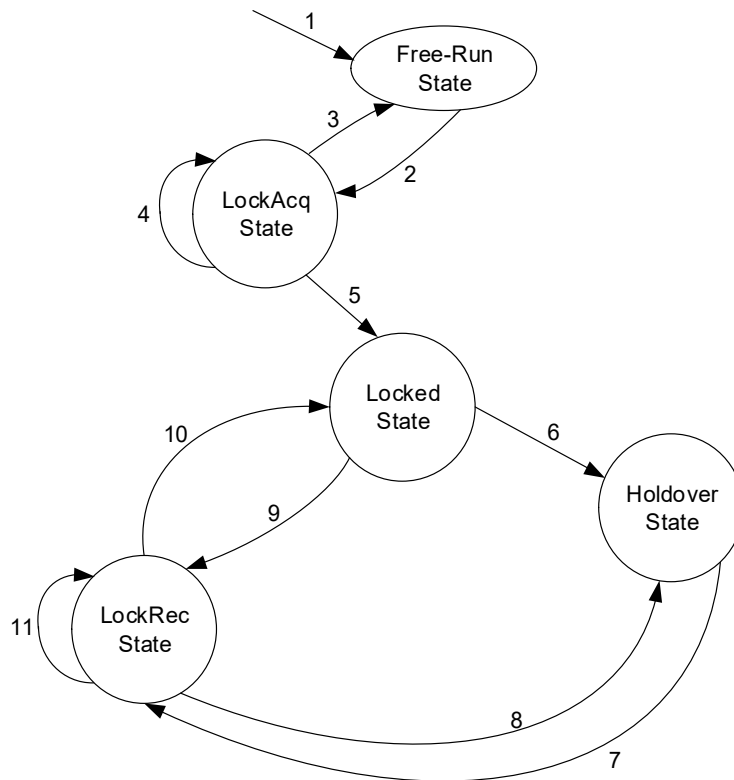 1
Free-Run
State
3
2
LockAcq
State
4
5
Locked
State
10
6
Holdover
State
9
LockRec
State
11
8
7